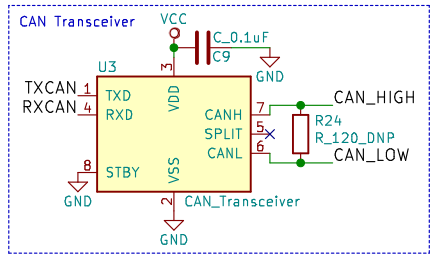 CAN Transceiver
VCC
C_0.1uF
C9
GND
U3
3
TXCAN 1 TXD
VDD
RXCAN 4 RXD
CANH 7 CAN_HIGH
SPLIT 5
R24
R_120_DNP
CANL 6 CAN_LOW
8 STBY
VSS
GND
2
CAN_Transceiver
GND